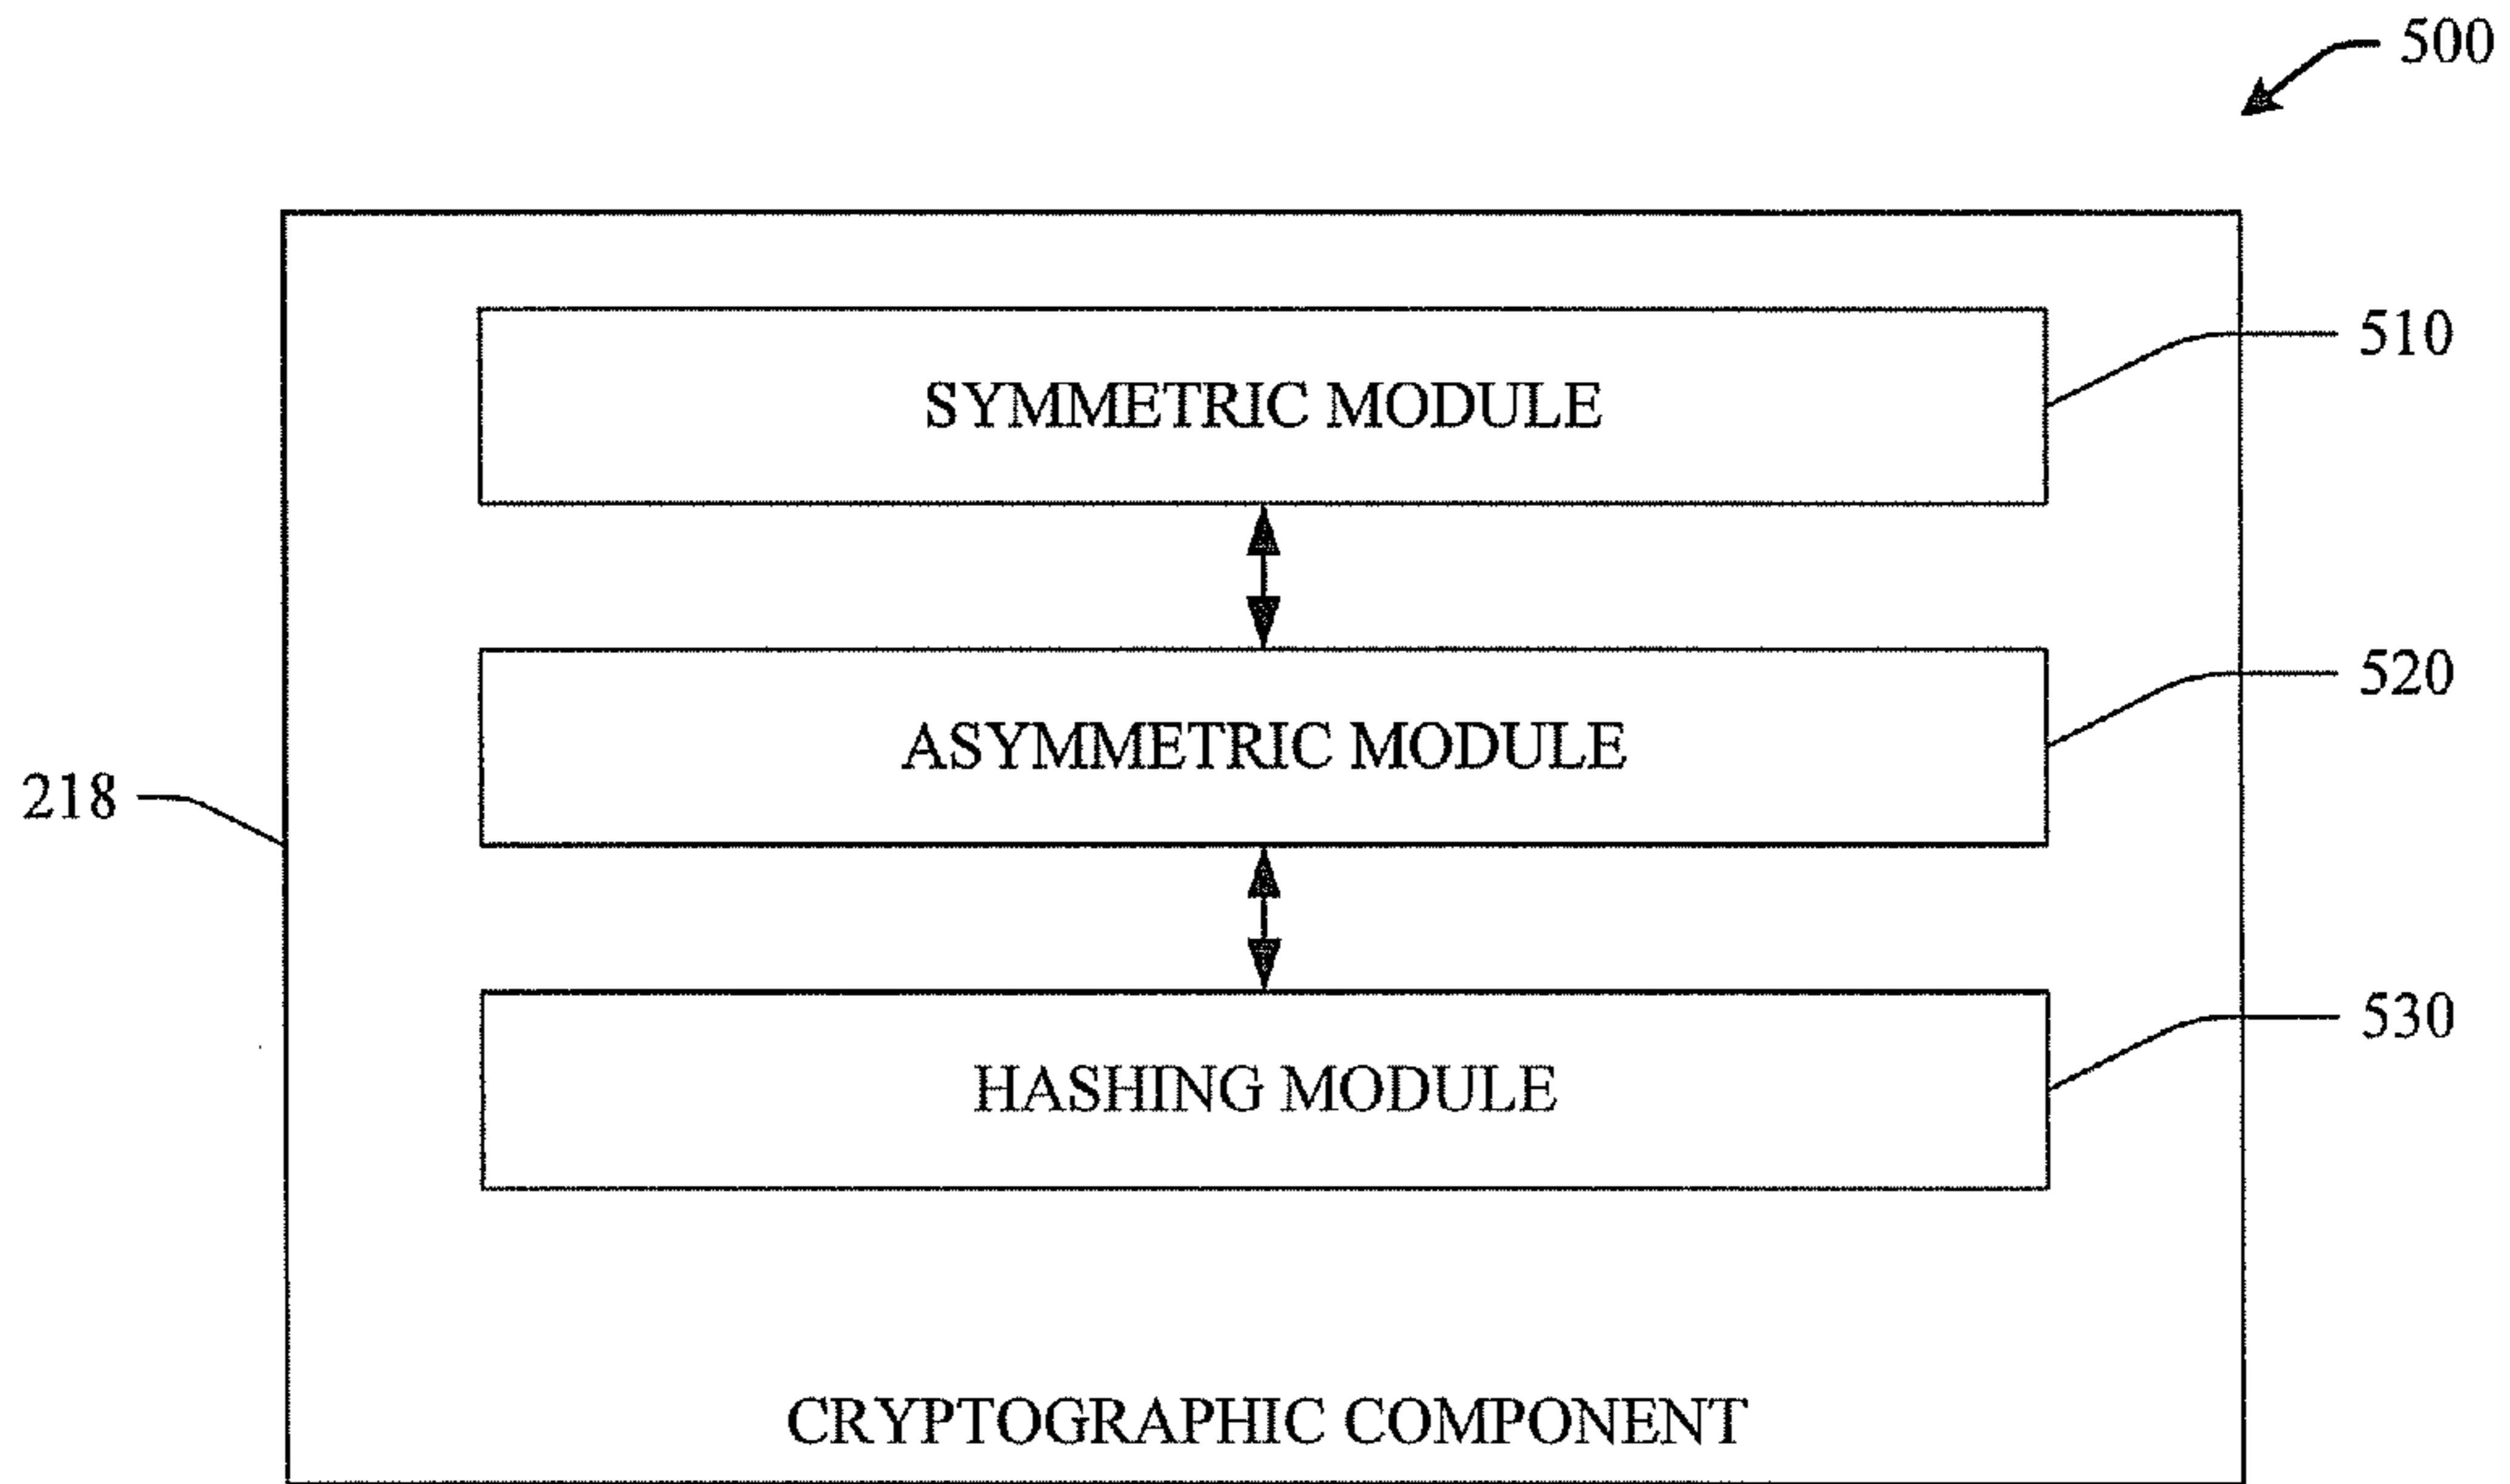 500
510
SYMMETRIC MODULE
520
ASYMMETRIC MODULE
218
530
HASHING MODULE
CRYPTOGRAPHIC COMPONENT